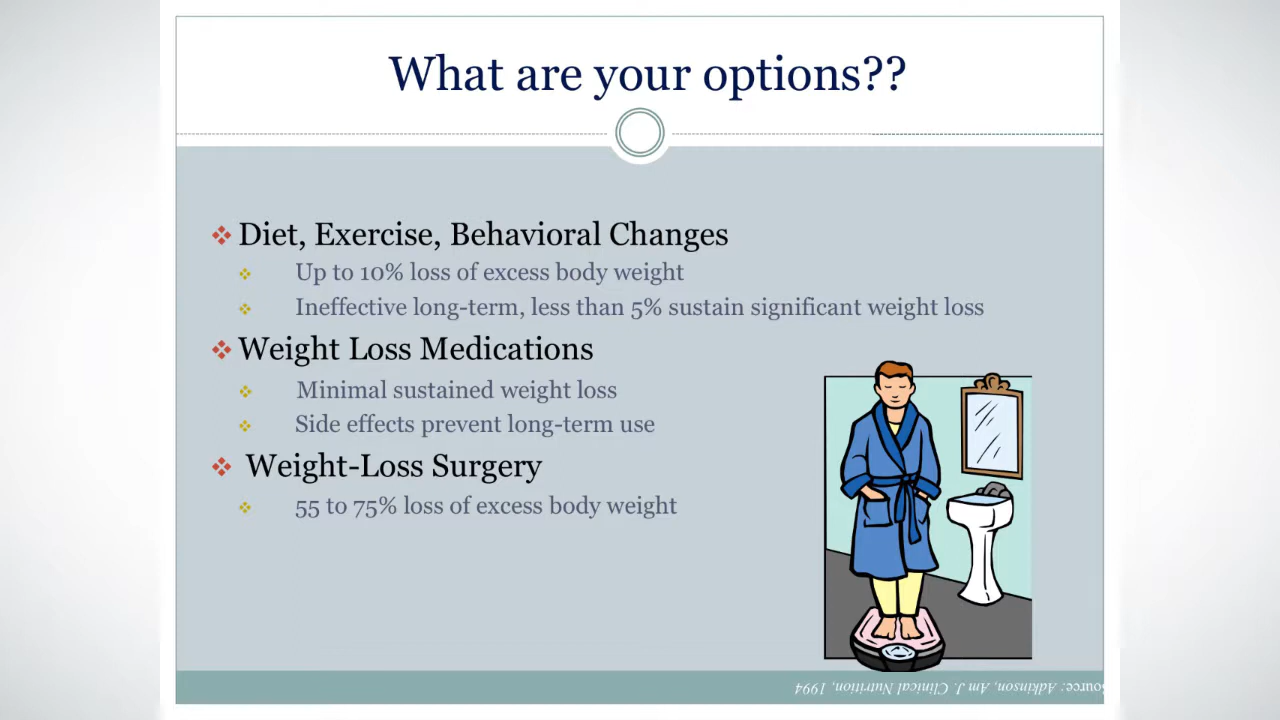 What are your options??
Diet, Exercise, Behavioral Changes
Up to 10% loss of excess body weight
Ineffective long-term, less than 5% sustain significant weight loss
Weight Loss Medications
Minimal sustained weight loss
Side effects prevent long-term use
Weight-Loss Surgery
55 to 75% loss of excess body weight
Source: Adkinson, Am J. Clinical Nutrition, 1994